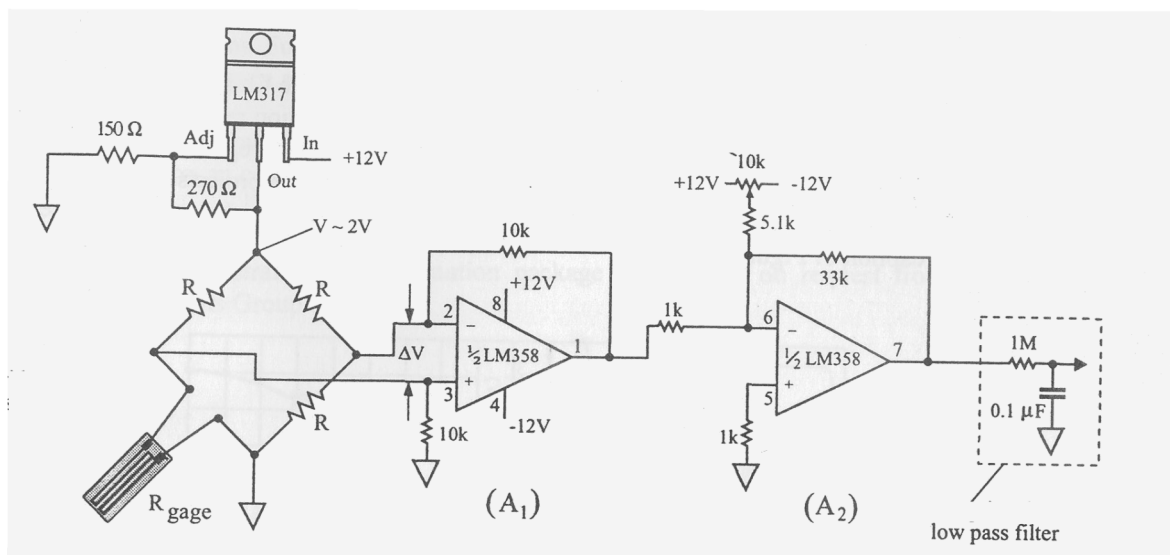 LM317
150 Ω
Adj
In
+12V
270 Ω
Out
V ~ 2V
R
R
R
R gage
ΔV
10k
+12V
8
2
−
½ LM358
1
+
3
4
-12V
10k
(A₁)
1k
10k
+12V
-12V
5.1k
33k
6
−
½ LM358
7
+
5
1k
(A₂)
1M
0.1 μF
low pass filter